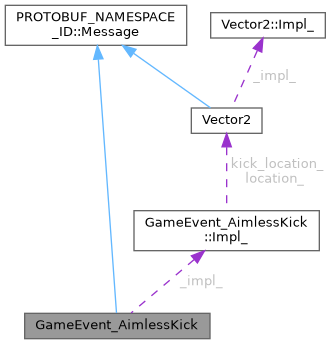 PROTOBUF_NAMESPACE
_ID::Message
Vector2::Impl_
_impl_
Vector2
kick_location_
location_
GameEvent_AimlessKick
::Impl_
_impl_
GameEvent_AimlessKick